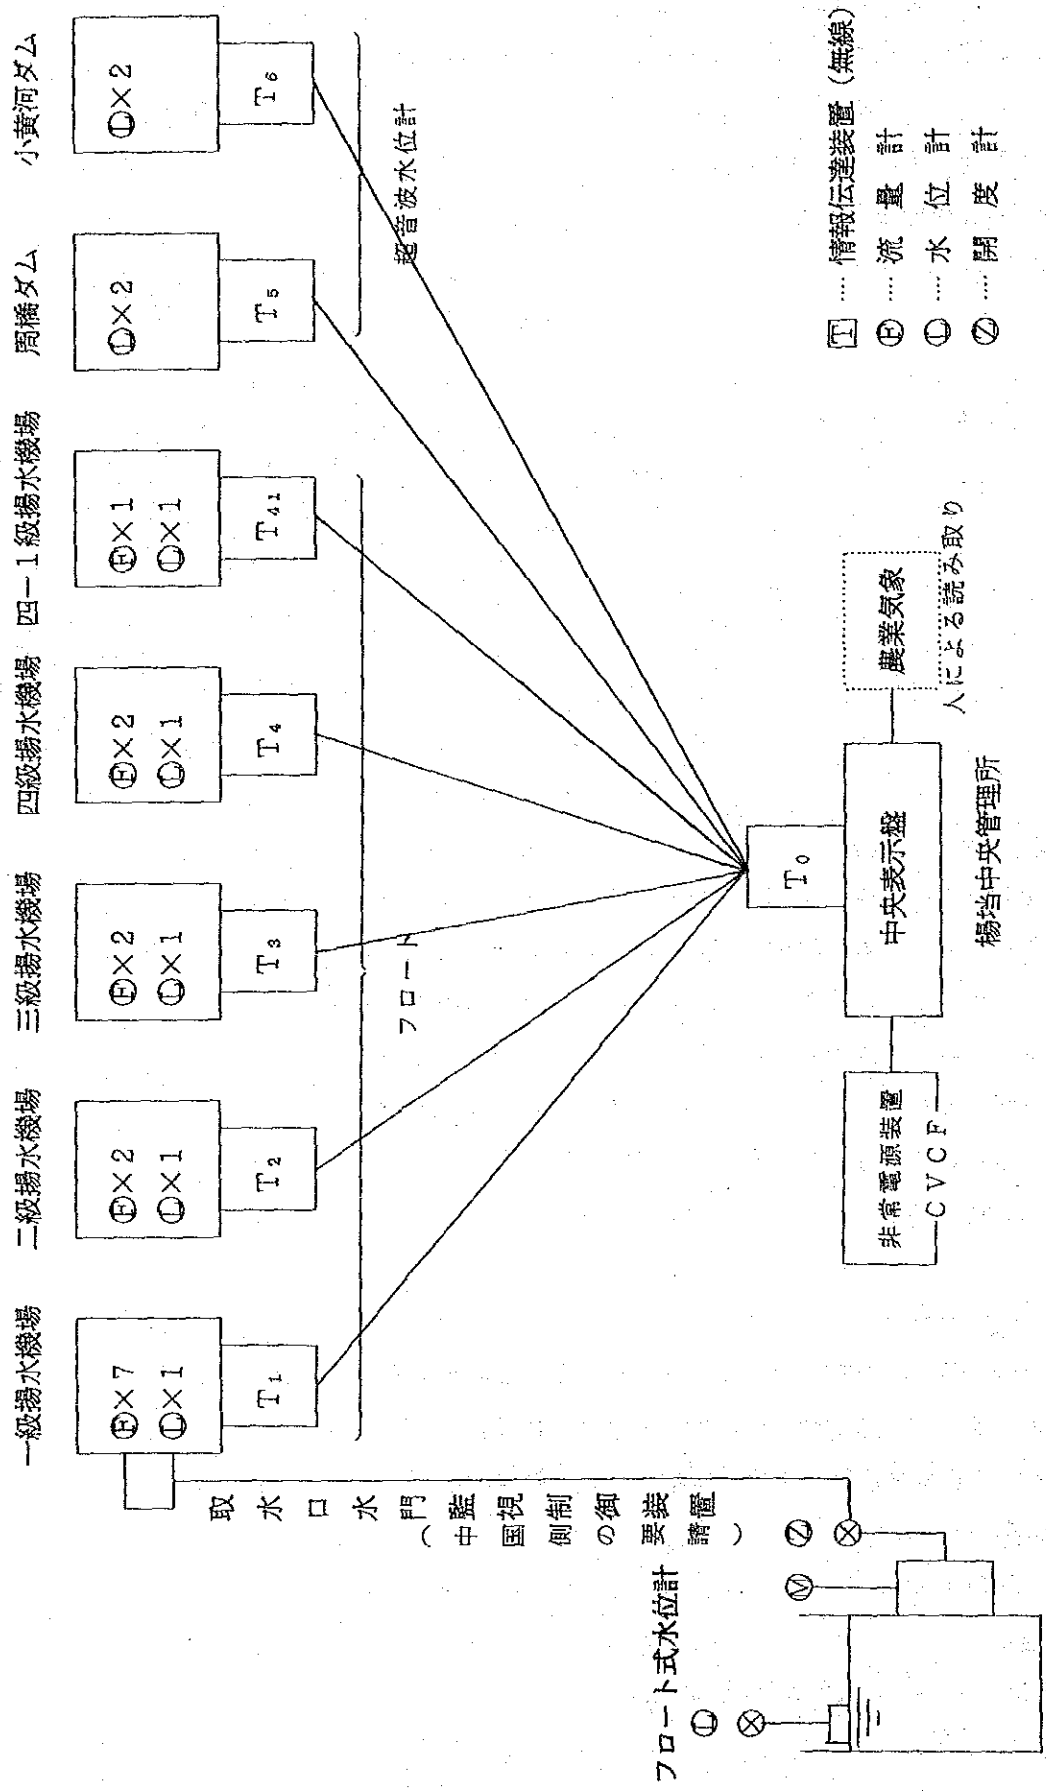 一級揚水機場
二級揚水機場
三級揚水機場
四級揚水機場
四－１級揚水機場
周橋ダム
小黄河ダム
Ⓕ×7
Ⓛ×1
Ⓕ×2
Ⓛ×1
Ⓕ×2
Ⓛ×1
Ⓕ×2
Ⓛ×1
Ⓕ×1
Ⓛ×1
Ⓛ×2
Ⓛ×2
T₁
T₂
T₃
T₄
T₄₁
T₅
T₆
フロート
超音波水位計
取水口水門監視制御装置
（中国側の要請）
フロート式水位計
Ⓛ
Ⓜ
Ⓩ
T₀
非常電源装置
CVCF
中央表示盤
農業気象
人による読み取り
楊垱中央管理所
T …… 情報伝達装置（無線）
Ⓕ …… 流量計
Ⓛ …… 水位計
Ⓩ …… 開度計